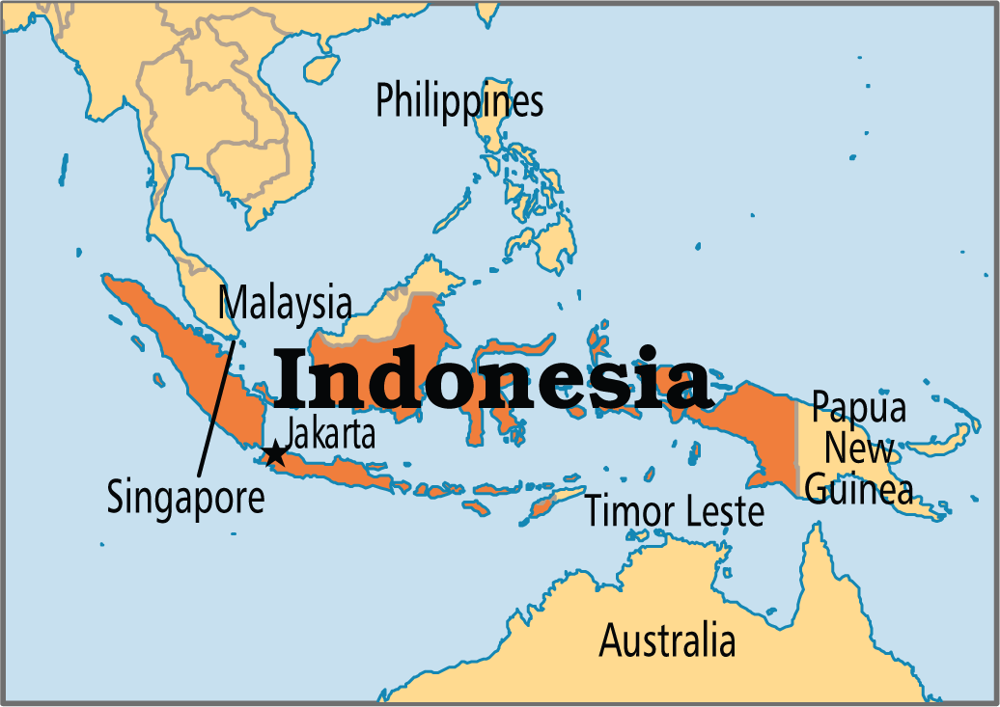 Philippines
Malaysia
Indonesia
Jakarta
Singapore
Papua
New
Guinea
Timor Leste
Australia